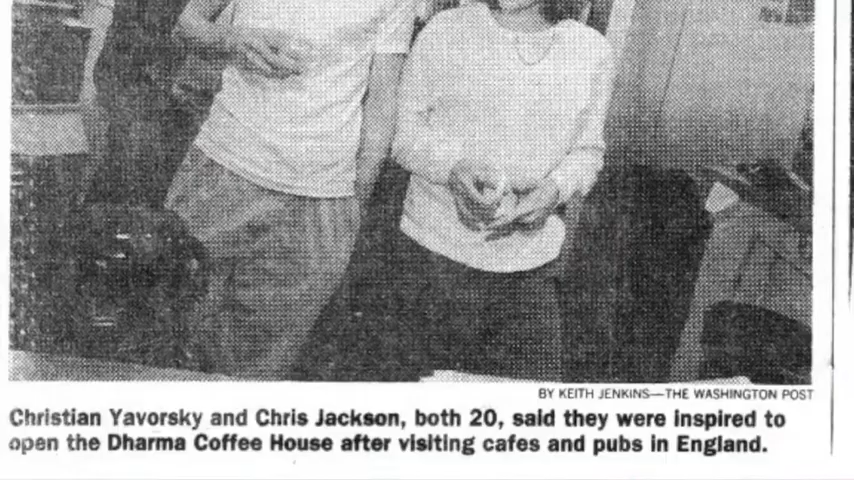 BY KEITH JENKINS—THE WASHINGTON POST
Christian Yavorsky and Chris Jackson, both 20, said they were inspired to
open the Dharma Coffee House after visiting cafes and pubs in England.